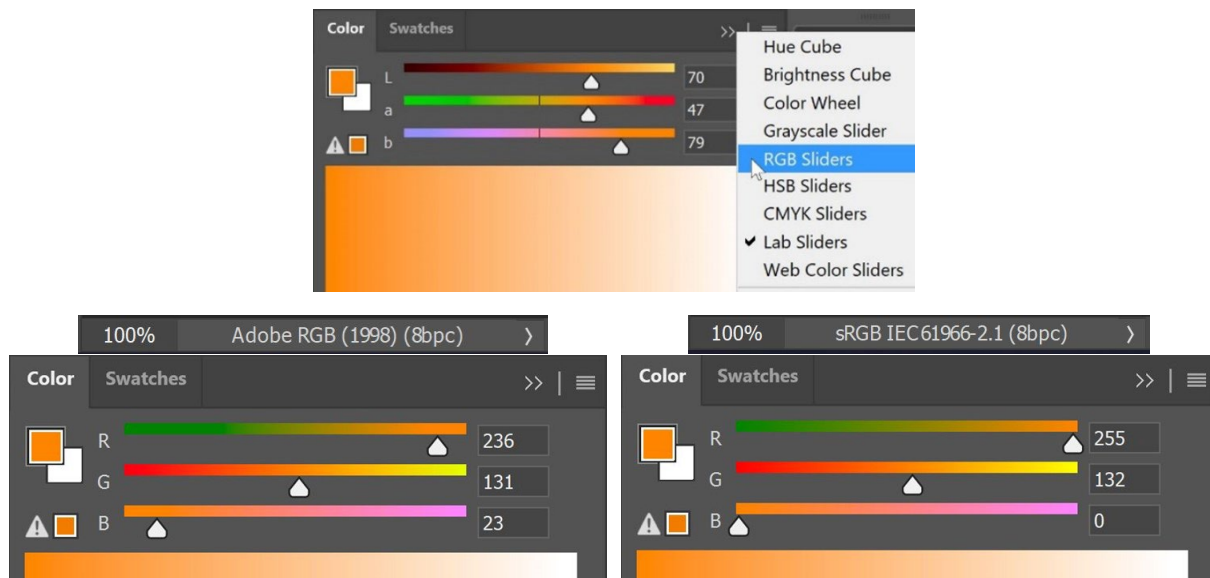 Color Swatches >>
L 70
a 47
b 79
Hue Cube
Brightness Cube
Color Wheel
Grayscale Slider
RGB Sliders
HSB Sliders
CMYK Sliders
✔ Lab Sliders
Web Color Sliders
100% Adobe RGB (1998) (8bpc) >
Color Swatches >>
R 236
G 131
B 23
100% sRGB IEC61966-2.1 (8bpc) >
Color Swatches >>
R 255
G 132
B 0